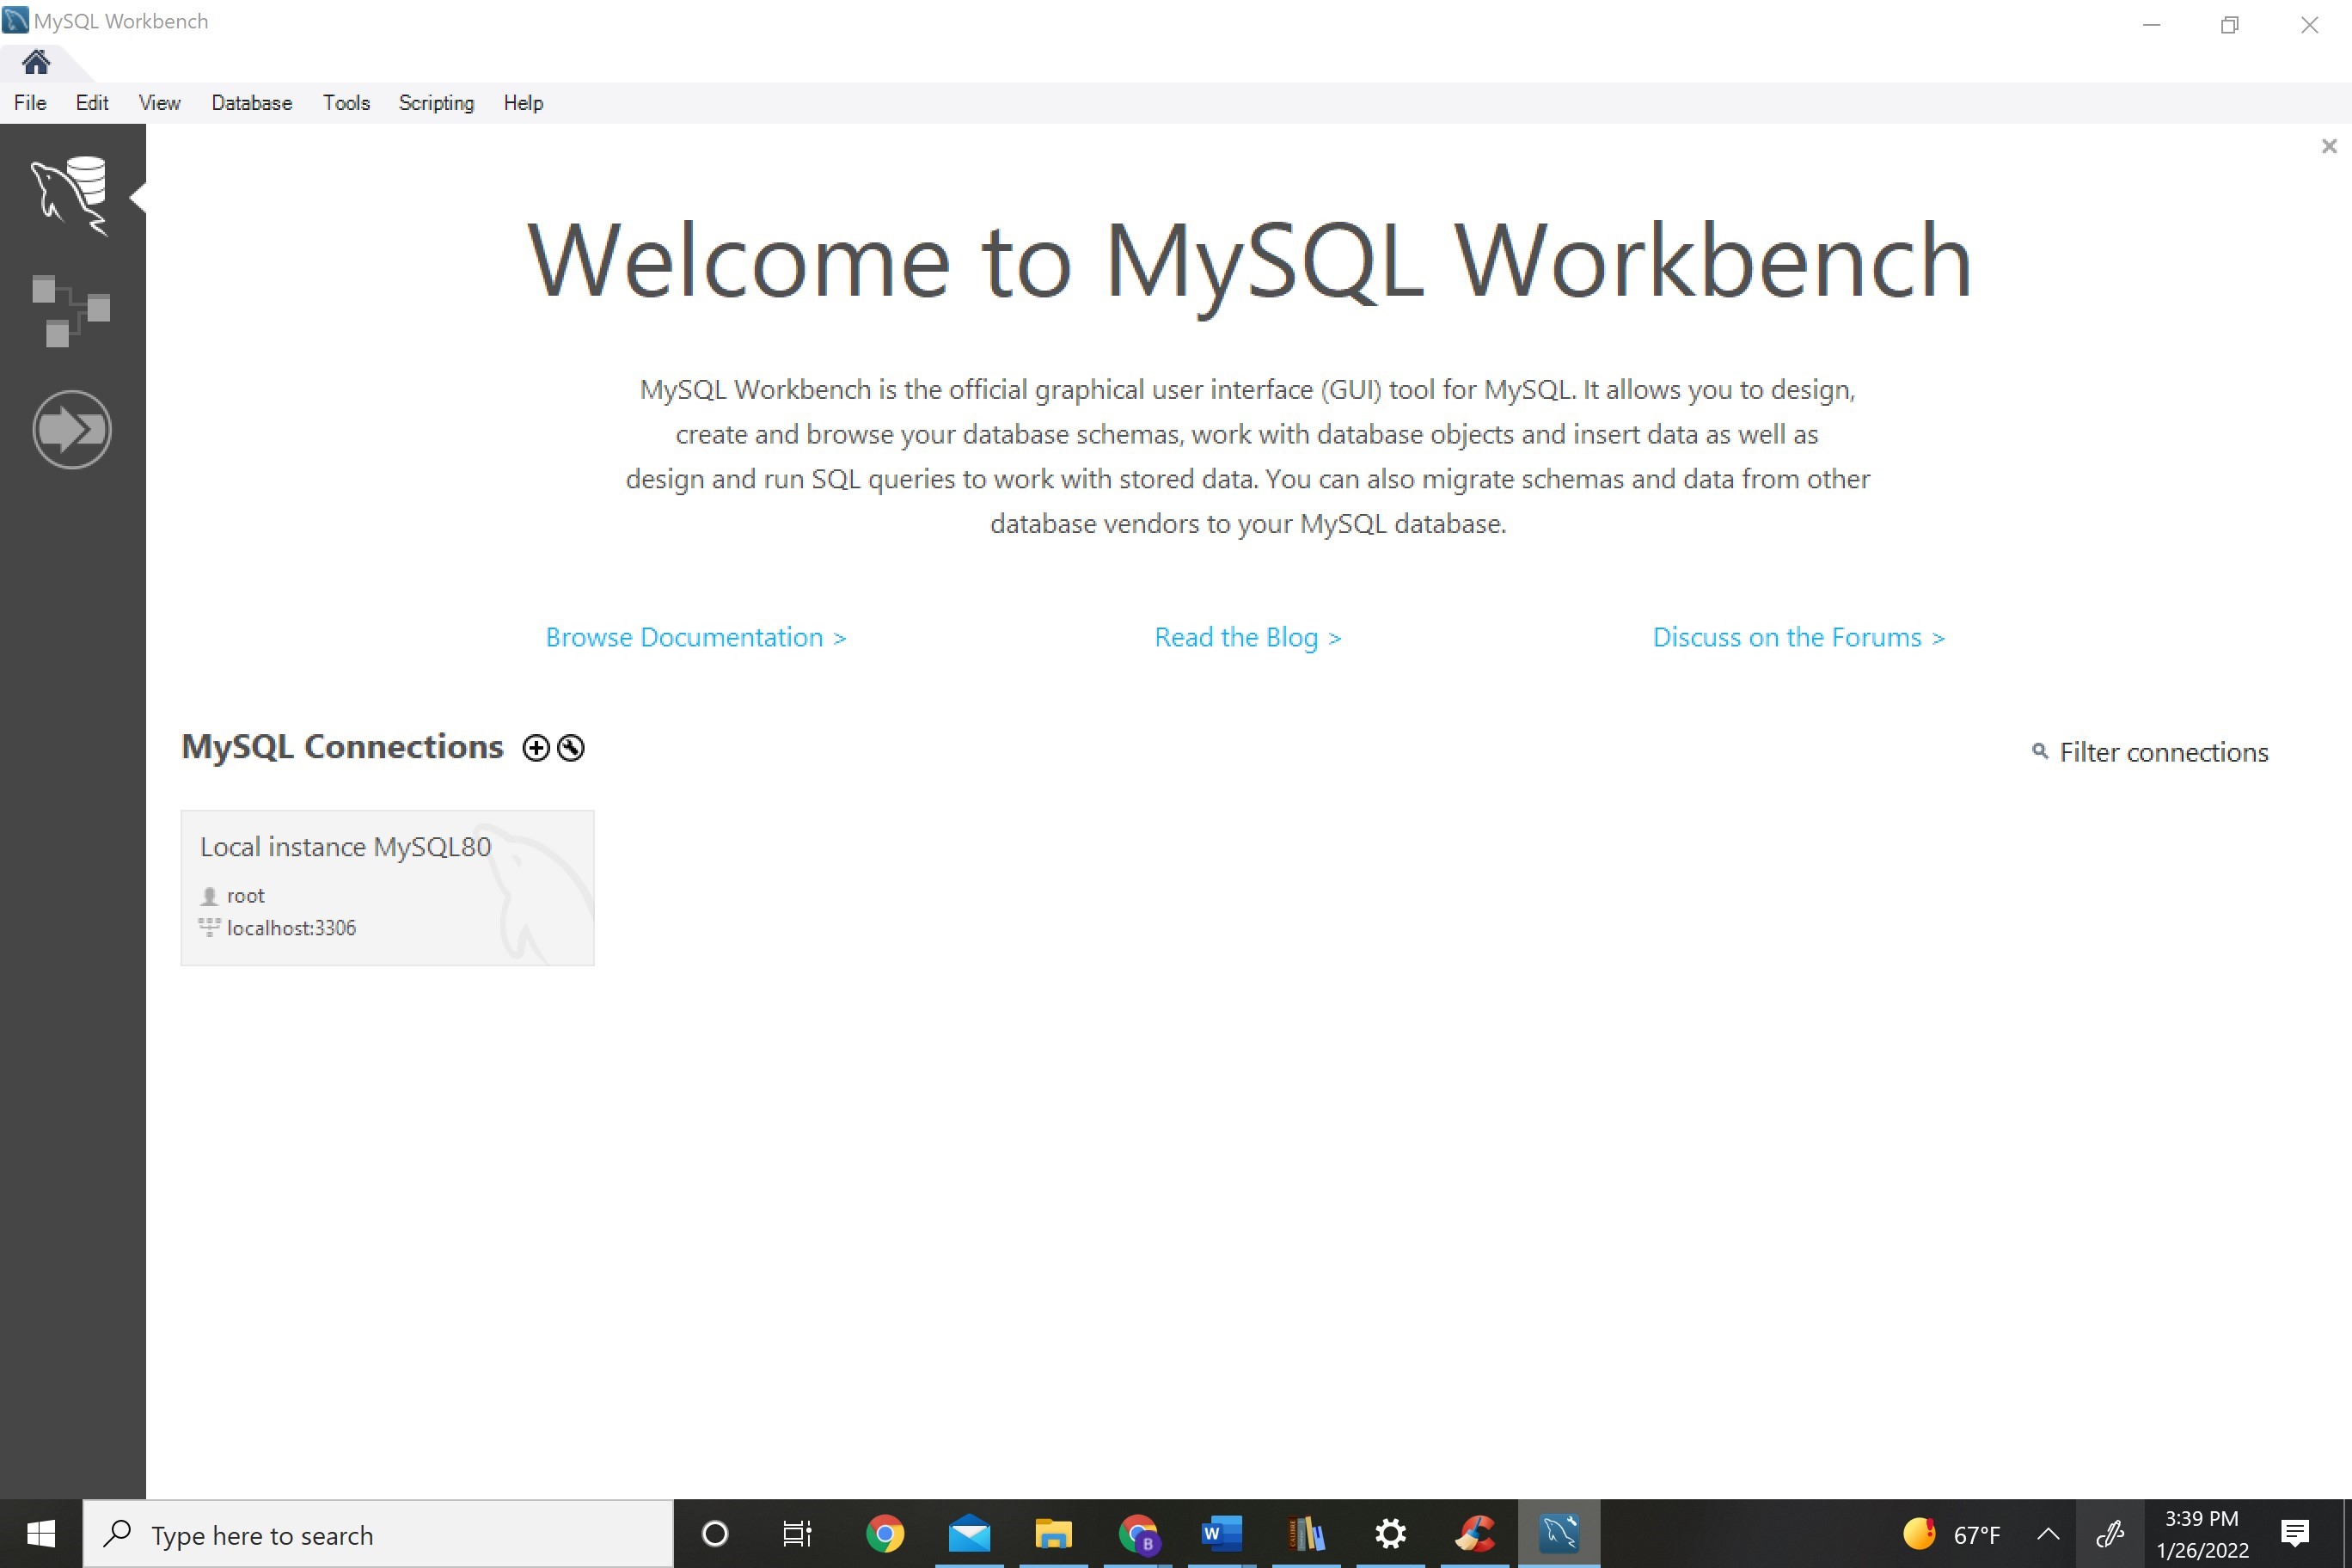 MySQL Workbench
File Edit View Database Tools Scripting Help
Welcome to MySQL Workbench
MySQL Workbench is the official graphical user interface (GUI) tool for MySQL. It allows you to design,
create and browse your database schemas, work with database objects and insert data as well as
design and run SQL queries to work with stored data. You can also migrate schemas and data from other
database vendors to your MySQL database.
Browse Documentation > Read the Blog > Discuss on the Forums >
MySQL Connections
Filter connections
Local instance MySQL80
root
localhost:3306
Type here to search
B
W
CALIBRE
67°F
3:39 PM
1/26/2022